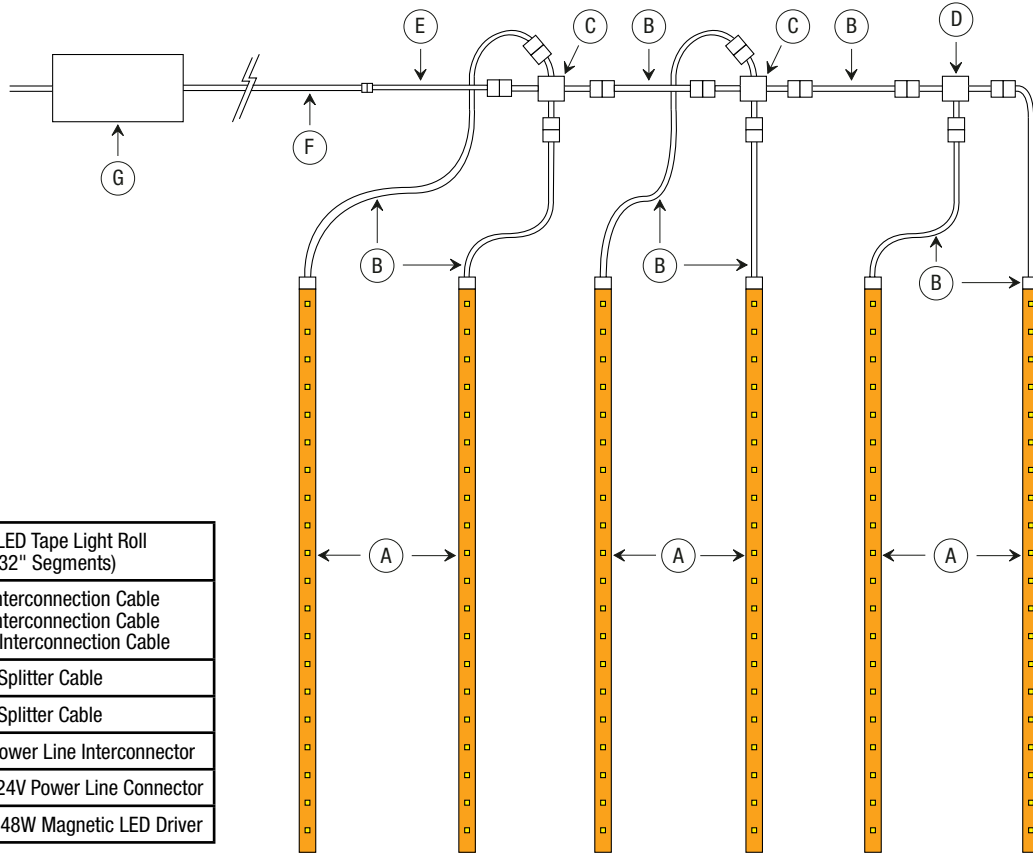 E
C
B
C
B
D
F
G
B
B
B
A
A
A
LED Tape Light Roll
32" Segments)
nterconnection Cable
nterconnection Cable
Interconnection Cable
Splitter Cable
Splitter Cable
ower Line Interconnector
24V Power Line Connector
48W Magnetic LED Driver